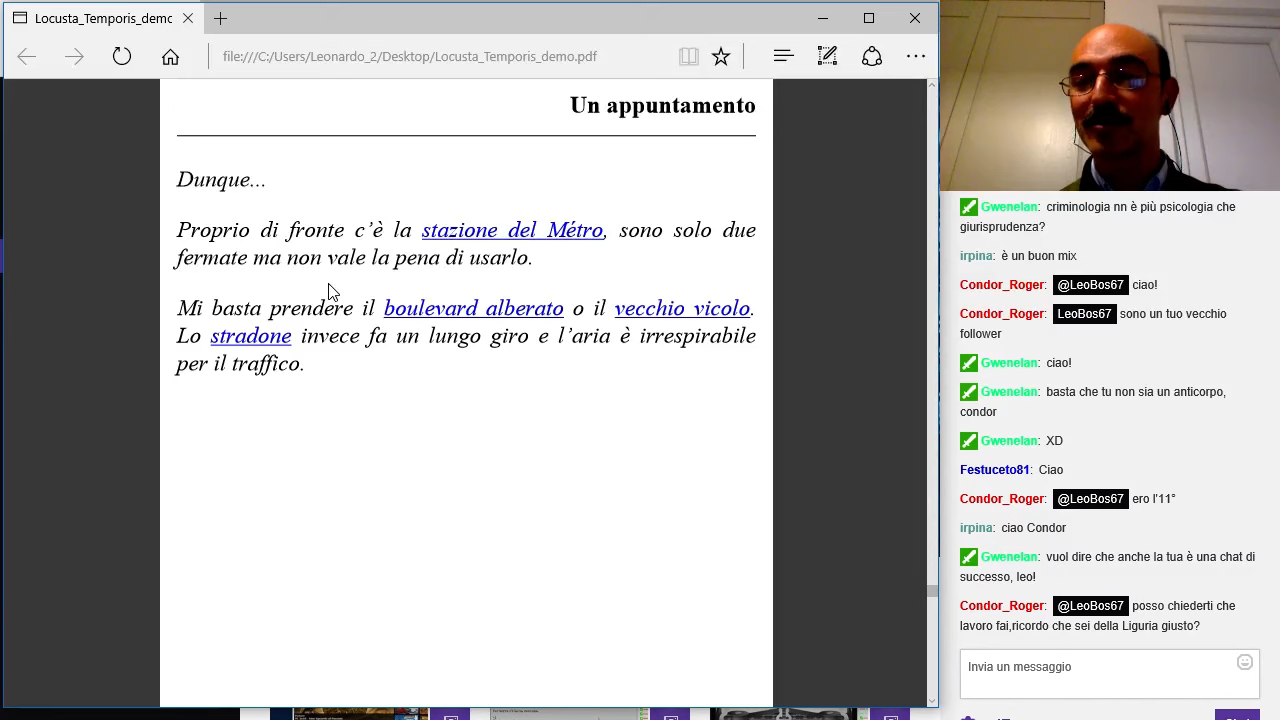 Locusta_Temporis_demo
file:///C:/Users/Leonardo_2/Desktop/Locusta_Temporis_demo.pdf
Un appuntamento
Dunque...
Proprio di fronte c’è la stazione del Métro, sono solo due
fermate ma non vale la pena di usarlo.
Mi basta prendere il boulevard alberato o il vecchio vicolo.
Lo stradone invece fa un lungo giro e l’aria è irrespirabile
per il traffico.
Gwenelan: criminologia nn è più psicologia che
giurisprudenza?
irpina: è un buon mix
Condor_Roger: @LeoBos67 ciao!
Condor_Roger: LeoBos67 sono un tuo vecchio
follower
Gwenelan: ciao!
Gwenelan: basta che tu non sia un anticorpo,
condor
Gwenelan: XD
Festuceto81: Ciao
Condor_Roger: @LeoBos67 ero l'11°
irpina: ciao Condor
Gwenelan: vuol dire che anche la tua è una chat di
successo, leo!
Condor_Roger: @LeoBos67 posso chiederti che
lavoro fai,ricordo che sei della Liguria giusto?
Invia un messaggio